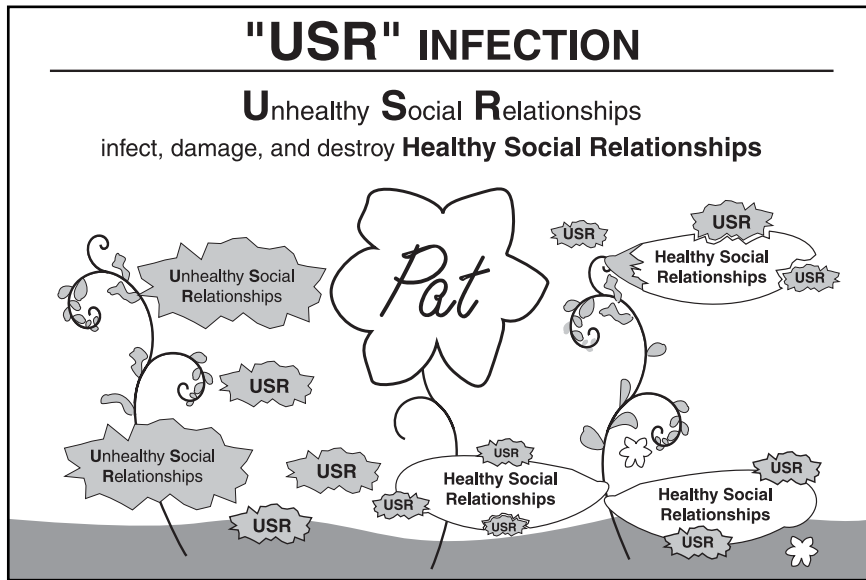 "USR" INFECTION
Unhealthy Social Relationships
infect, damage, and destroy Healthy Social Relationships
USR
USR
Healthy Social
Relationships
USR
Unhealthy Social
Relationships
Pat
USR
Unhealthy Social
Relationships
USR
USR
USR
Healthy Social
Relationships
USR
USR
USR
Healthy Social
Relationships
USR